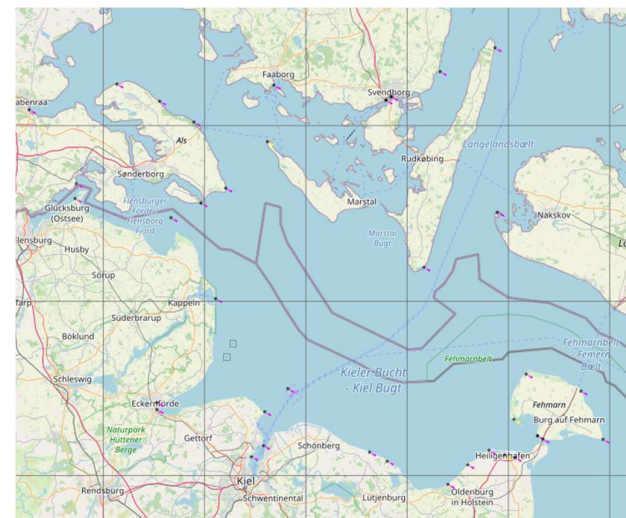 Faaborg
Svendborg
abenraa
Als
Langelandsbælt
Rudkøbing
Sønderborg
Marstal
Glücksburg
(Ostsee)
Flensburger
Förde /
Flensborg
Fjord
Nakskov
Flensburg
Husby
Marstal
Bugt
Lo
Sörup
Tarp
Kappeln
Süderbrarup
Böklund
Fehmarnbelt
Femern
Bælt
Fehmarnbelt
Kieler Bucht
- Kiel Bugt
Schleswig
Eckernförde
Fehmarn
Burg auf Fehmarn
Naturpark
Hüttener
Berge
Gettorf
Schönberg
Heiligenhafen
Kiel
Rendsburg
Schwentinental
Lütjenburg
Oldenburg
in Holstein